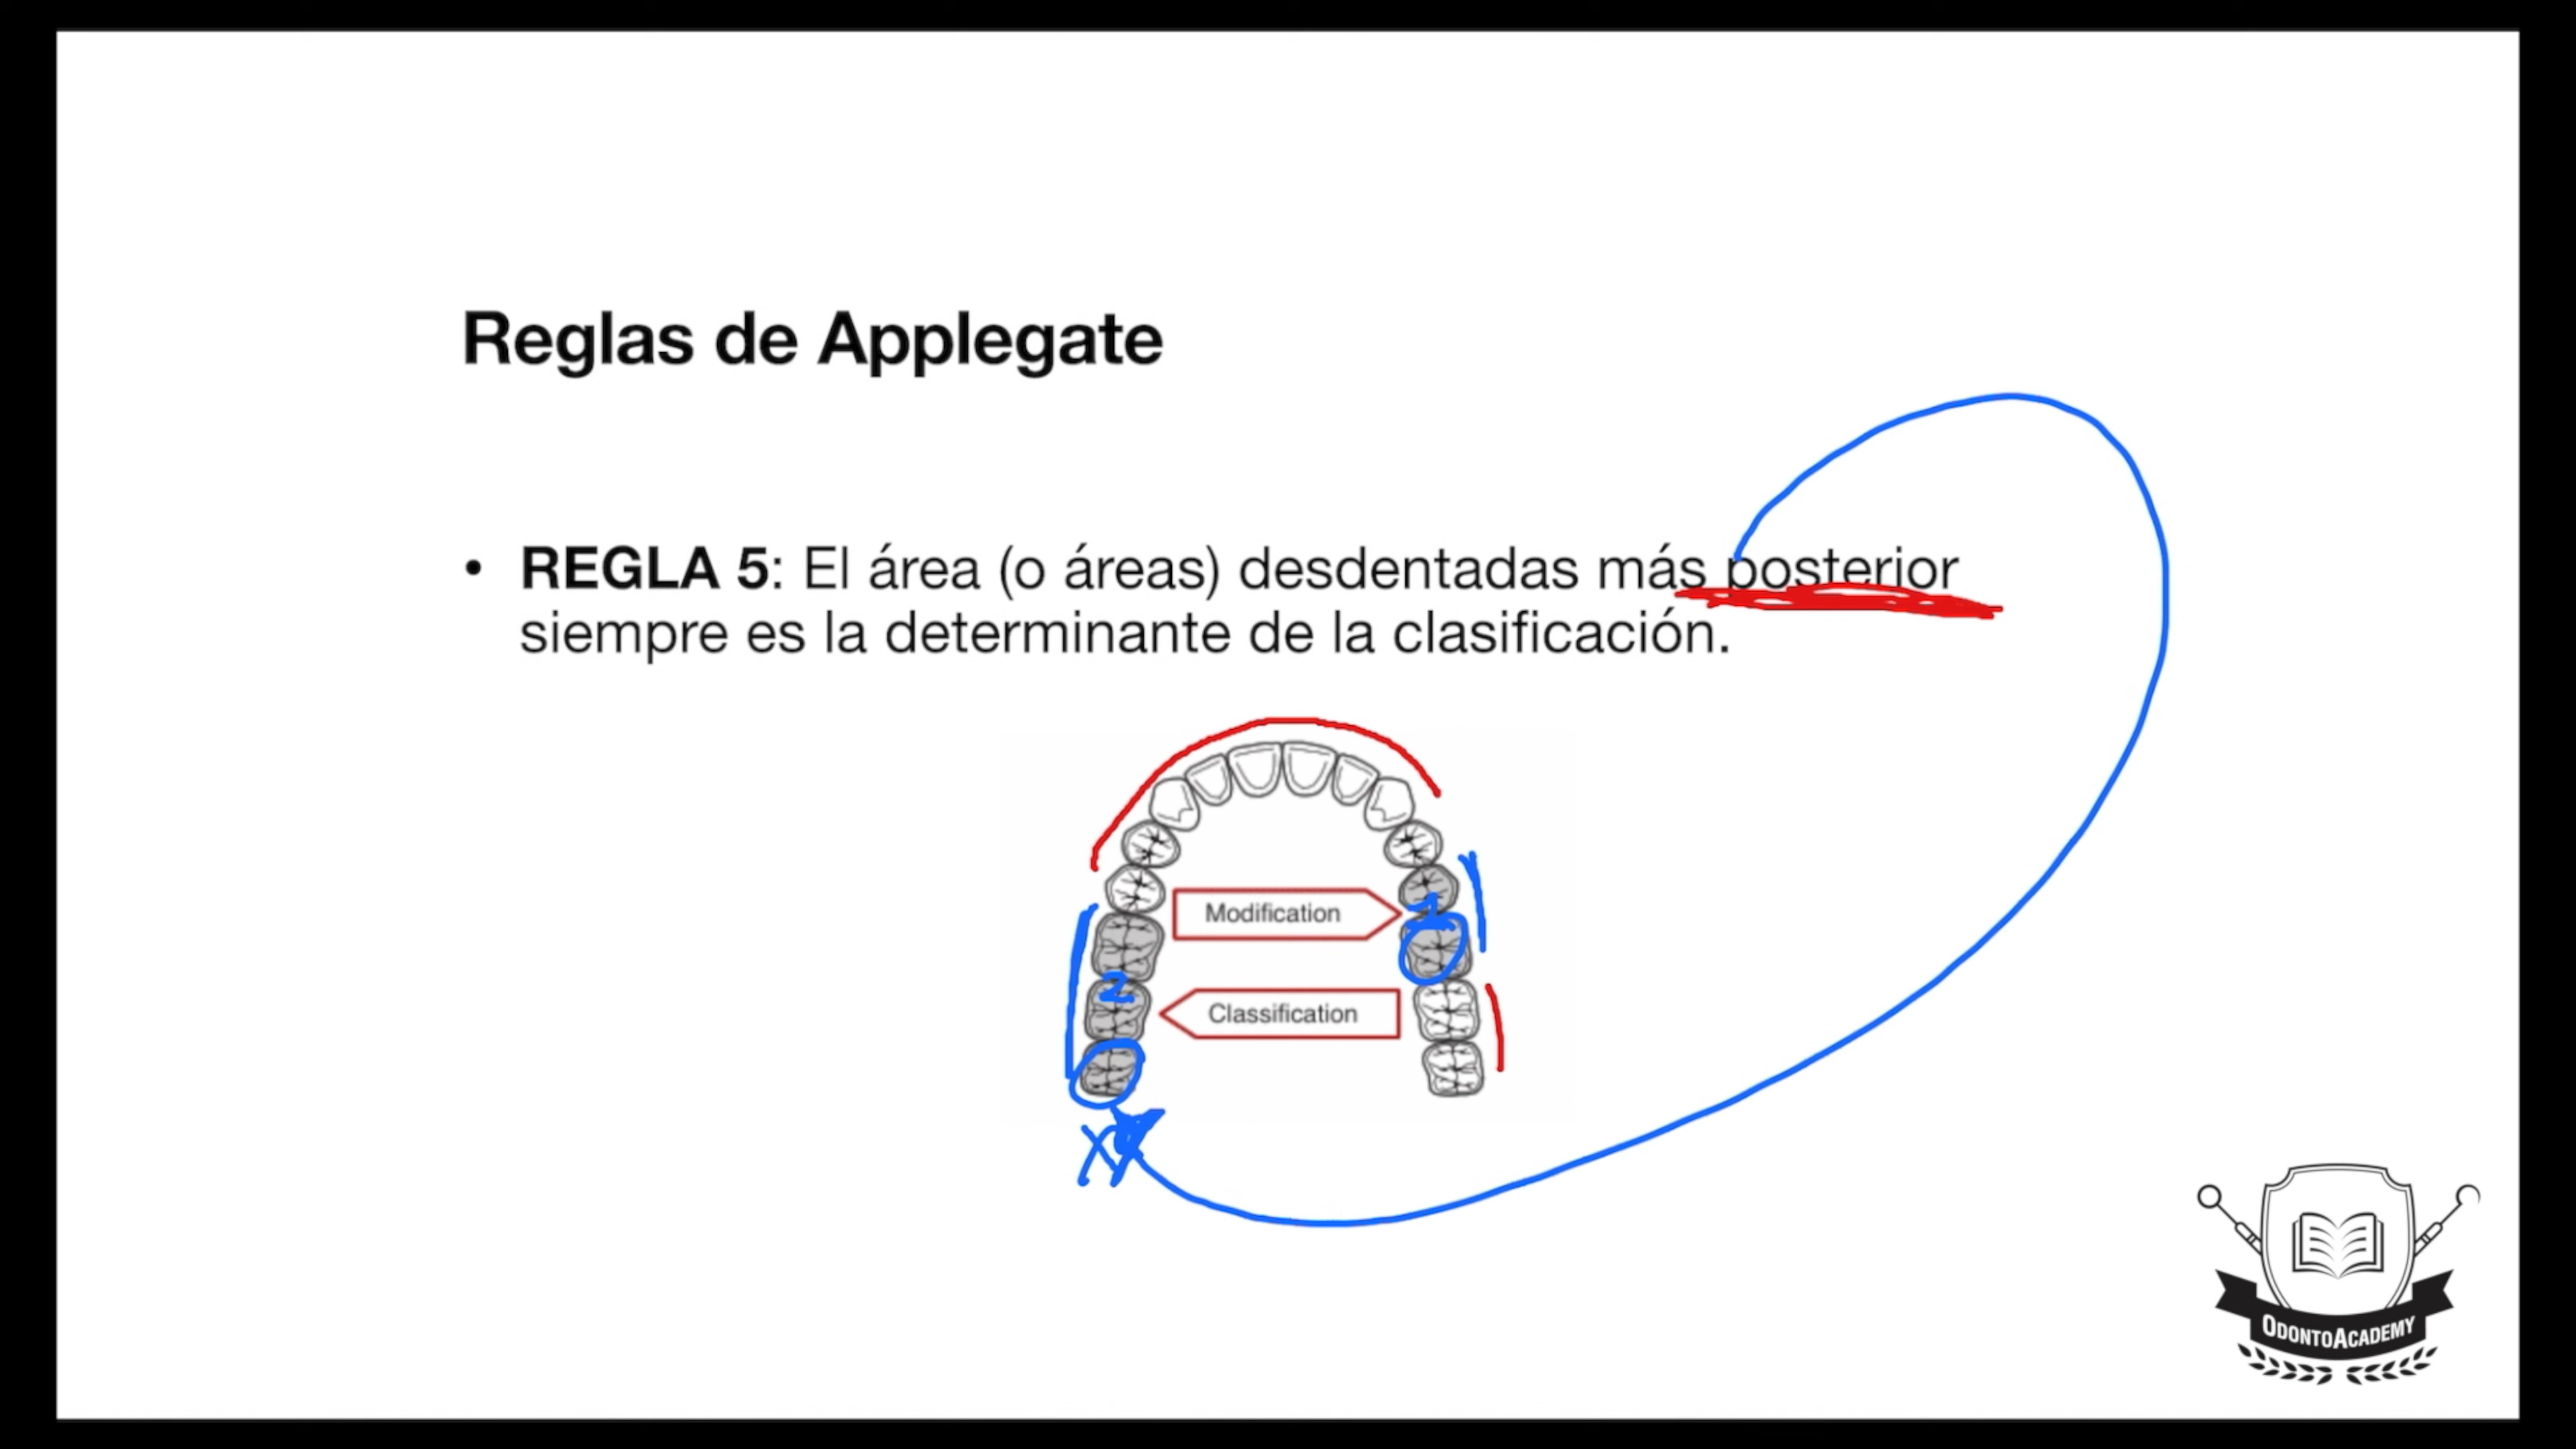 Reglas de Applegate
• REGLA 5: El área (o áreas) desdentadas más posterior
siempre es la determinante de la clasificación.
Modification
1
2
Classification
ODONTOACADEMY